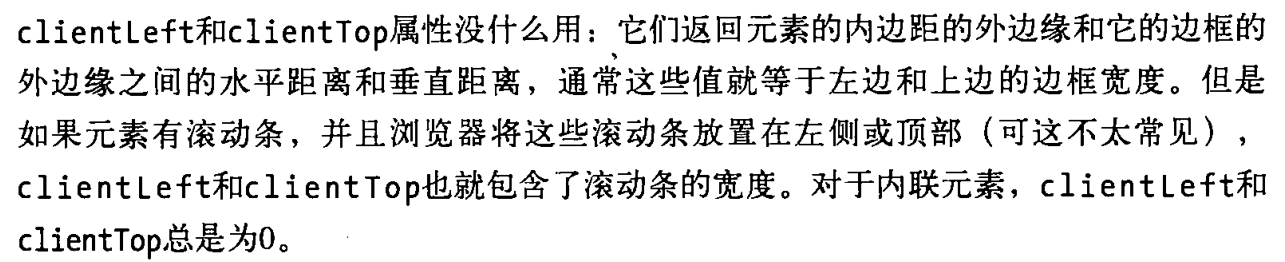 clientLeft和clientTop属性没什么用：它们返回元素的内边距的外边缘和它的边框的
外边缘之间的水平距离和垂直距离，通常这些值就等于左边和上边的边框宽度。但是
如果元素有滚动条，并且浏览器将这些滚动条放置在左侧或顶部（可这不太常见），
clientLeft和clientTop也就包含了滚动条的宽度。对于内联元素，clientLeft和
clientTop总是为0。